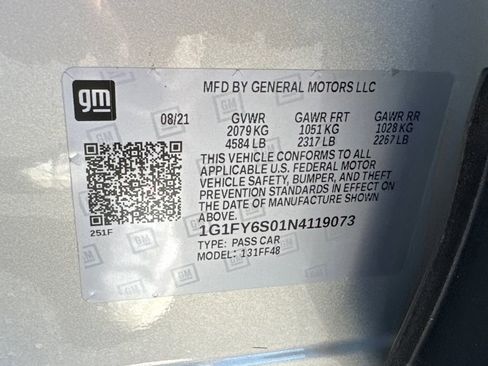 gm
MFD BY GENERAL MOTORS LLC
08/21 GVWR GAWR FRT GAWR RR
2079 KG 1051 KG 1028 KG
4584 LB 2317 LB 2267 LB
THIS VEHICLE CONFORMS TO ALL
APPLICABLE U.S. FEDERAL MOTOR
VEHICLE SAFETY, BUMPER, AND THEFT
PREVENTION STANDARDS IN EFFECT ON
THE DATE OF MANUFACTURE SHOWN
ABOVE.
251F
1G1FY6S01N4119073
TYPE: PASS CAR
MODEL: 131FF48